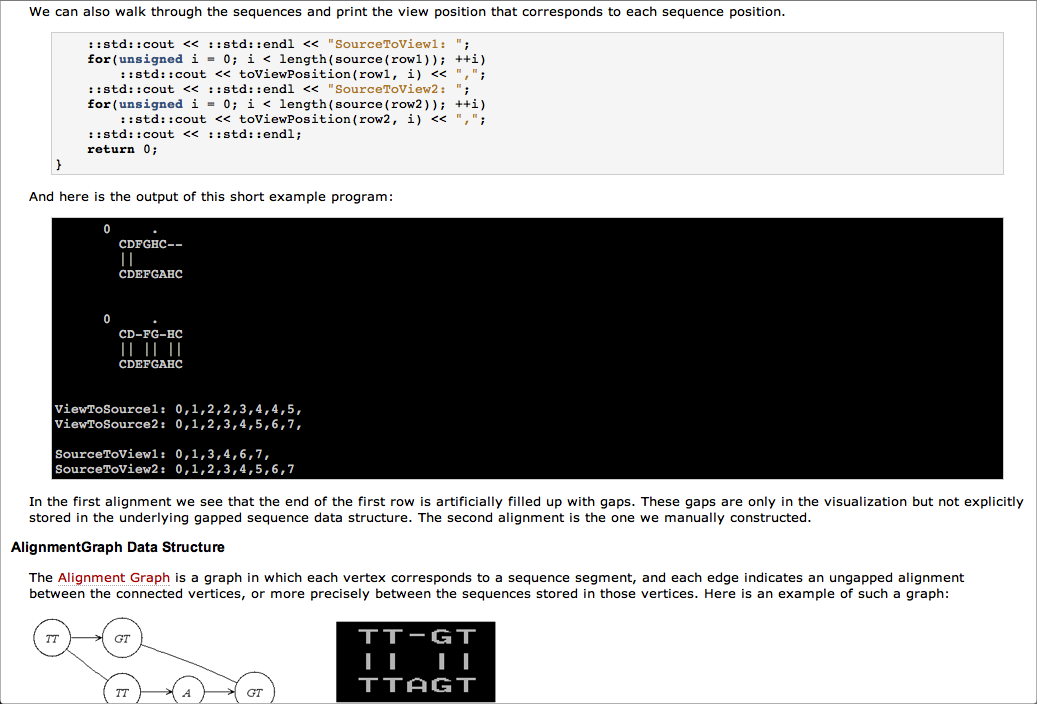 We can also walk through the sequences and print the view position that corresponds to each sequence position.
::std::cout << ::std::endl << "SourceToView1: ";
for(unsigned i = 0; i < length(source(row1)); ++i)
::std::cout << toViewPosition(row1, i) << ",";
::std::cout << ::std::endl << "SourceToView2: ";
for(unsigned i = 0; i < length(source(row2)); ++i)
::std::cout << toViewPosition(row2, i) << ",";
::std::cout << ::std::endl;
return 0;
}
And here is the output of this short example program:
0 .
CDFGHC--
||
CDEFGAHC
0 .
CD-FG-HC
|| || ||
CDEFGAHC
ViewToSource1: 0,1,2,2,3,4,4,5,
ViewToSource2: 0,1,2,3,4,5,6,7,
SourceToView1: 0,1,3,4,6,7,
SourceToView2: 0,1,2,3,4,5,6,7
In the first alignment we see that the end of the first row is artificially filled up with gaps. These gaps are only in the visualization but not explicitly
stored in the underlying gapped sequence data structure. The second alignment is the one we manually constructed.
AlignmentGraph Data Structure
The Alignment Graph is a graph in which each vertex corresponds to a sequence segment, and each edge indicates an ungapped alignment
between the connected vertices, or more precisely between the sequences stored in those vertices. Here is an example of such a graph:
TT GT
TT A GT
TT-GT
|| ||
TTAGT